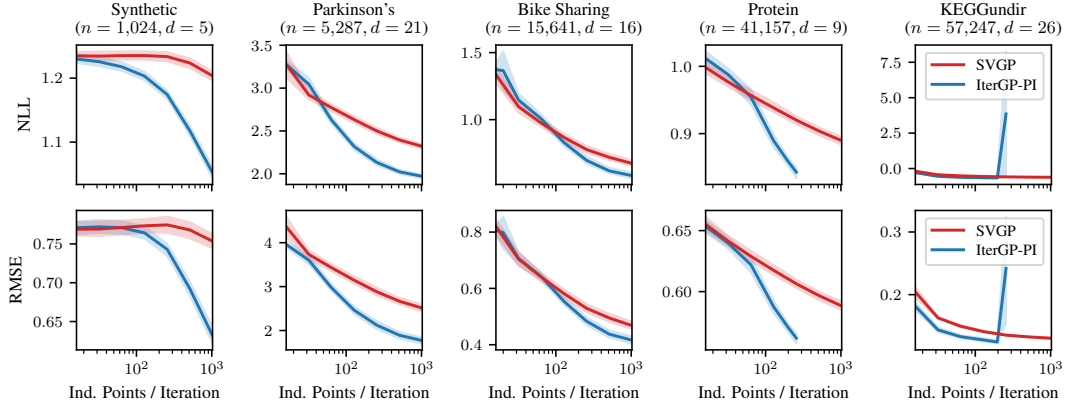 Synthetic
(n = 1,024, d = 5)
Parkinson's
(n = 5,287, d = 21)
Bike Sharing
(n = 15,641, d = 16)
Protein
(n = 41,157, d = 9)
KEGGundir
(n = 57,247, d = 26)
NLL
1.2
1.1
3.5
3.0
2.5
2.0
1.5
1.0
1.0
0.9
7.5
5.0
2.5
0.0
SVGP
IterGP-PI
RMSE
0.75
0.70
0.65
4
3
2
0.8
0.6
0.4
0.65
0.60
0.3
0.2
SVGP
IterGP-PI
10² 10³
10² 10³
10² 10³
10² 10³
10² 10³
Ind. Points / Iteration
Ind. Points / Iteration
Ind. Points / Iteration
Ind. Points / Iteration
Ind. Points / Iteration